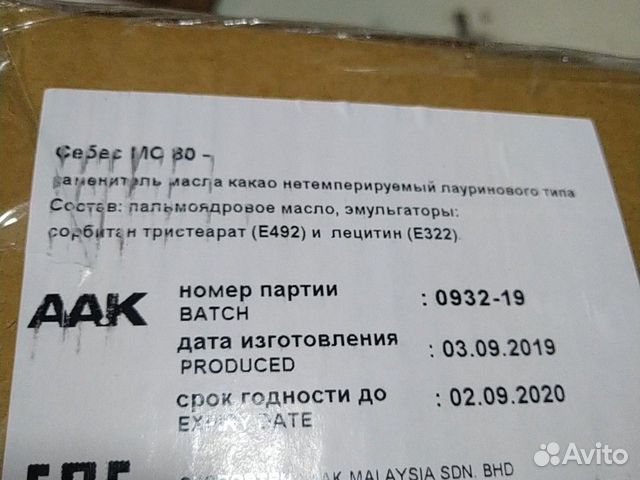 Себес МС 80 -
заменитель масла какао нетемперируемый лауринового типа
Состав: пальмоядровое масло, эмульгаторы:
сорбитан тристеарат (Е492) и лецитин (Е322).
AAK
номер партии : 0932-19
BATCH
дата изготовления : 03.09.2019
PRODUCED
срок годности до : 02.09.2020
EXPIRY DATE
AAK MALAYSIA SDN. BHD
Avito